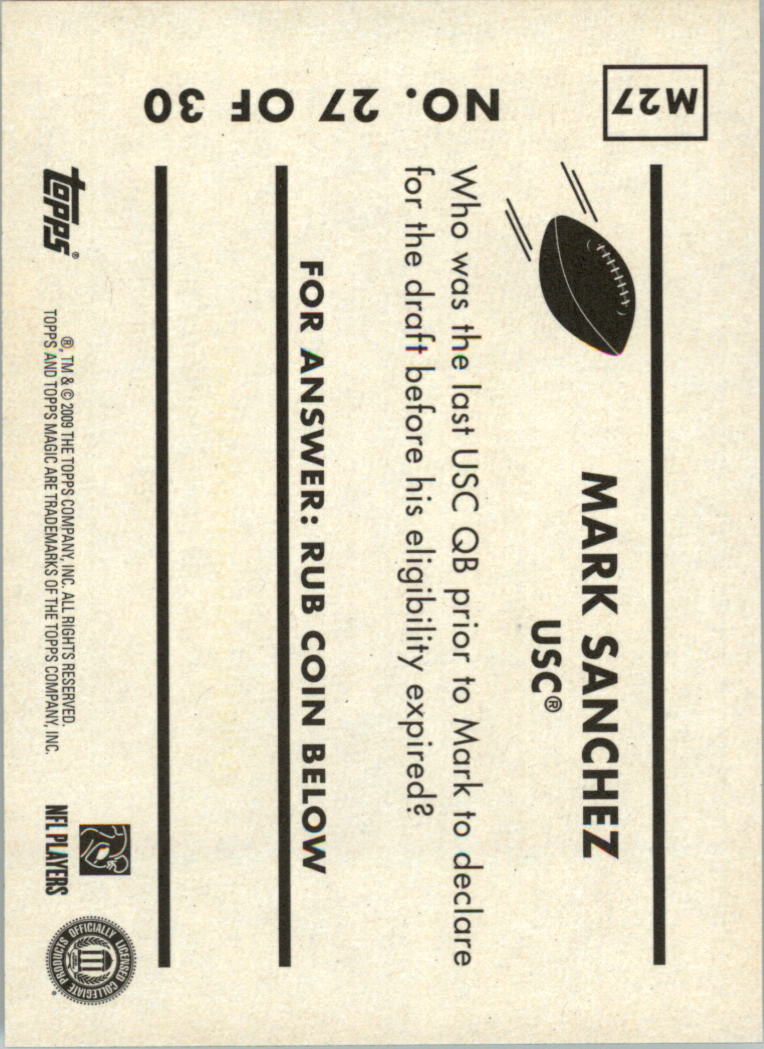 M27
NO. 27 OF 30
MARK SANCHEZ
USC®
Who was the last USC QB prior to Mark to declare
for the draft before his eligibility expired?
FOR ANSWER: RUB COIN BELOW
topps®
®, TM & © 2009 THE TOPPS COMPANY, INC. ALL RIGHTS RESERVED.
TOPPS AND TOPPS MAGIC ARE TRADEMARKS OF THE TOPPS COMPANY, INC.
NFL PLAYERS
OFFICIALLY LICENSED COLLEGIATE PRODUCTS